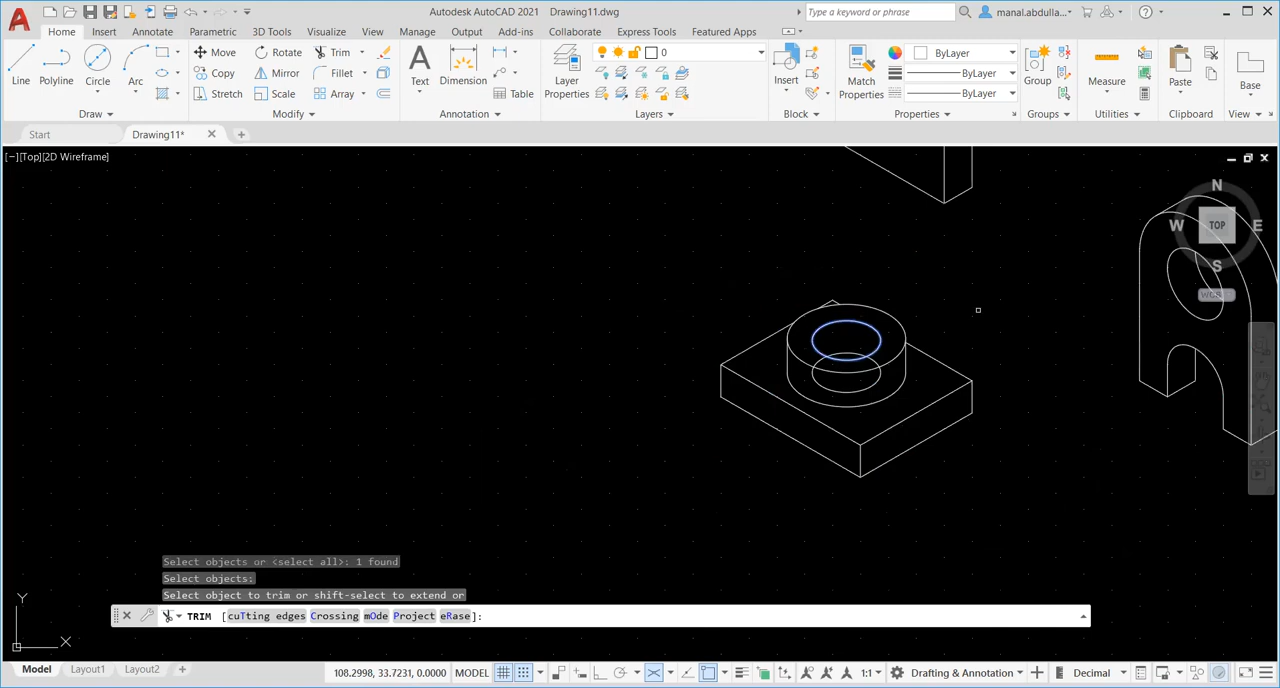 A Autodesk AutoCAD 2021 Drawing11.dwg Type a keyword or phrase manal.abdulla... ?
Home Insert Annotate Parametric 3D Tools Visualize View Manage Output Add-ins Collaborate Express Tools Featured Apps
Line Polyline Circle Arc Move Rotate Trim
Copy Mirror Fillet
Stretch Scale Array
Text Dimension Table
Layer Properties 0
Insert Match Properties ByLayer
ByLayer
ByLayer
Group Measure Paste Base
Draw Modify Annotation Layers Block Properties Groups Utilities Clipboard View
Start Drawing11* +
[−][Top][2D Wireframe]
N
W TOP E
S
WCS
Select objects or <select all>: 1 found
Select objects:
Select object to trim or shift-select to extend or
TRIM [cuTting edges Crossing mOde Project eRase]:
Y
X
Model Layout1 Layout2 + 108.2998, 33.7231, 0.0000 MODEL 1:1 Drafting & Annotation Decimal